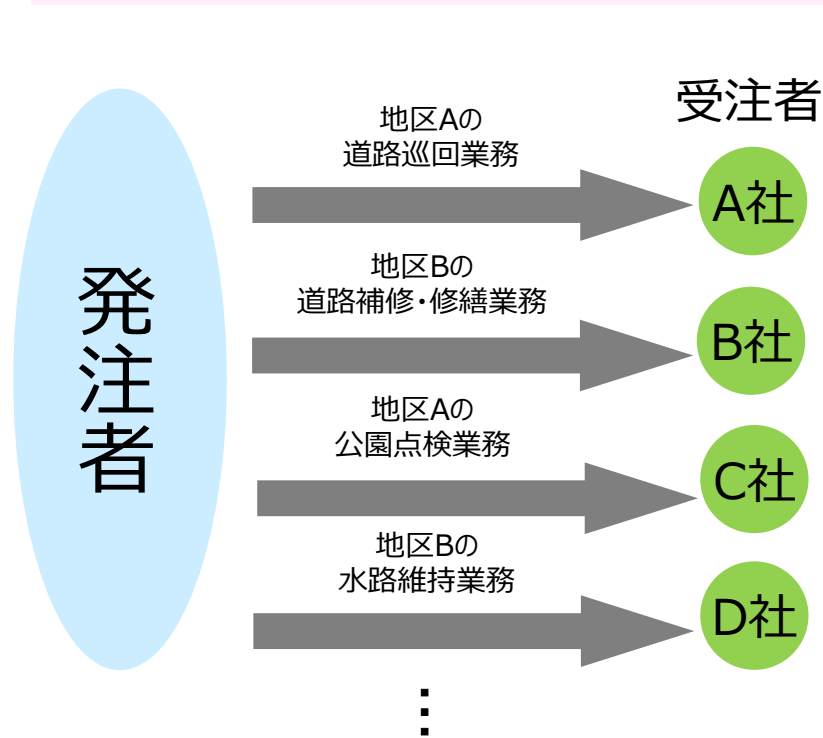 受注者
発注者
地区Aの
道路巡回業務
A社
地区Bの
道路補修・修繕業務
B社
地区Aの
公園点検業務
C社
地区Bの
水路維持業務
D社
⋮